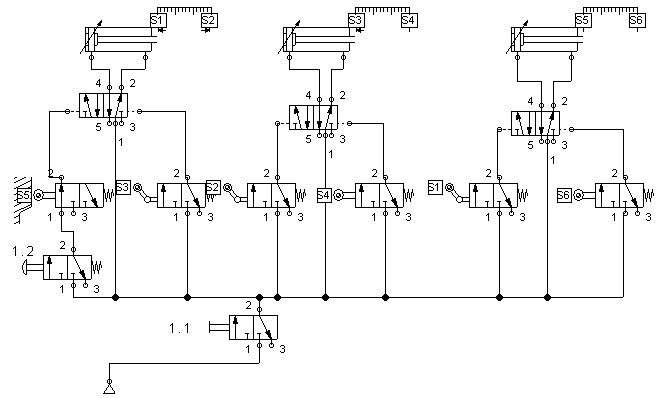 S1 S2 S3 S4 S5 S6
4 2 4 2 4 2
5 3 5 3 5 3
1 1 1
2 2 2 2 2 2
S5 S3 S2 S4 S1 S6
1 3 1 3 1 3 1 3 1 3 1 3
1.2 2
1 3
2
1.1
1 3